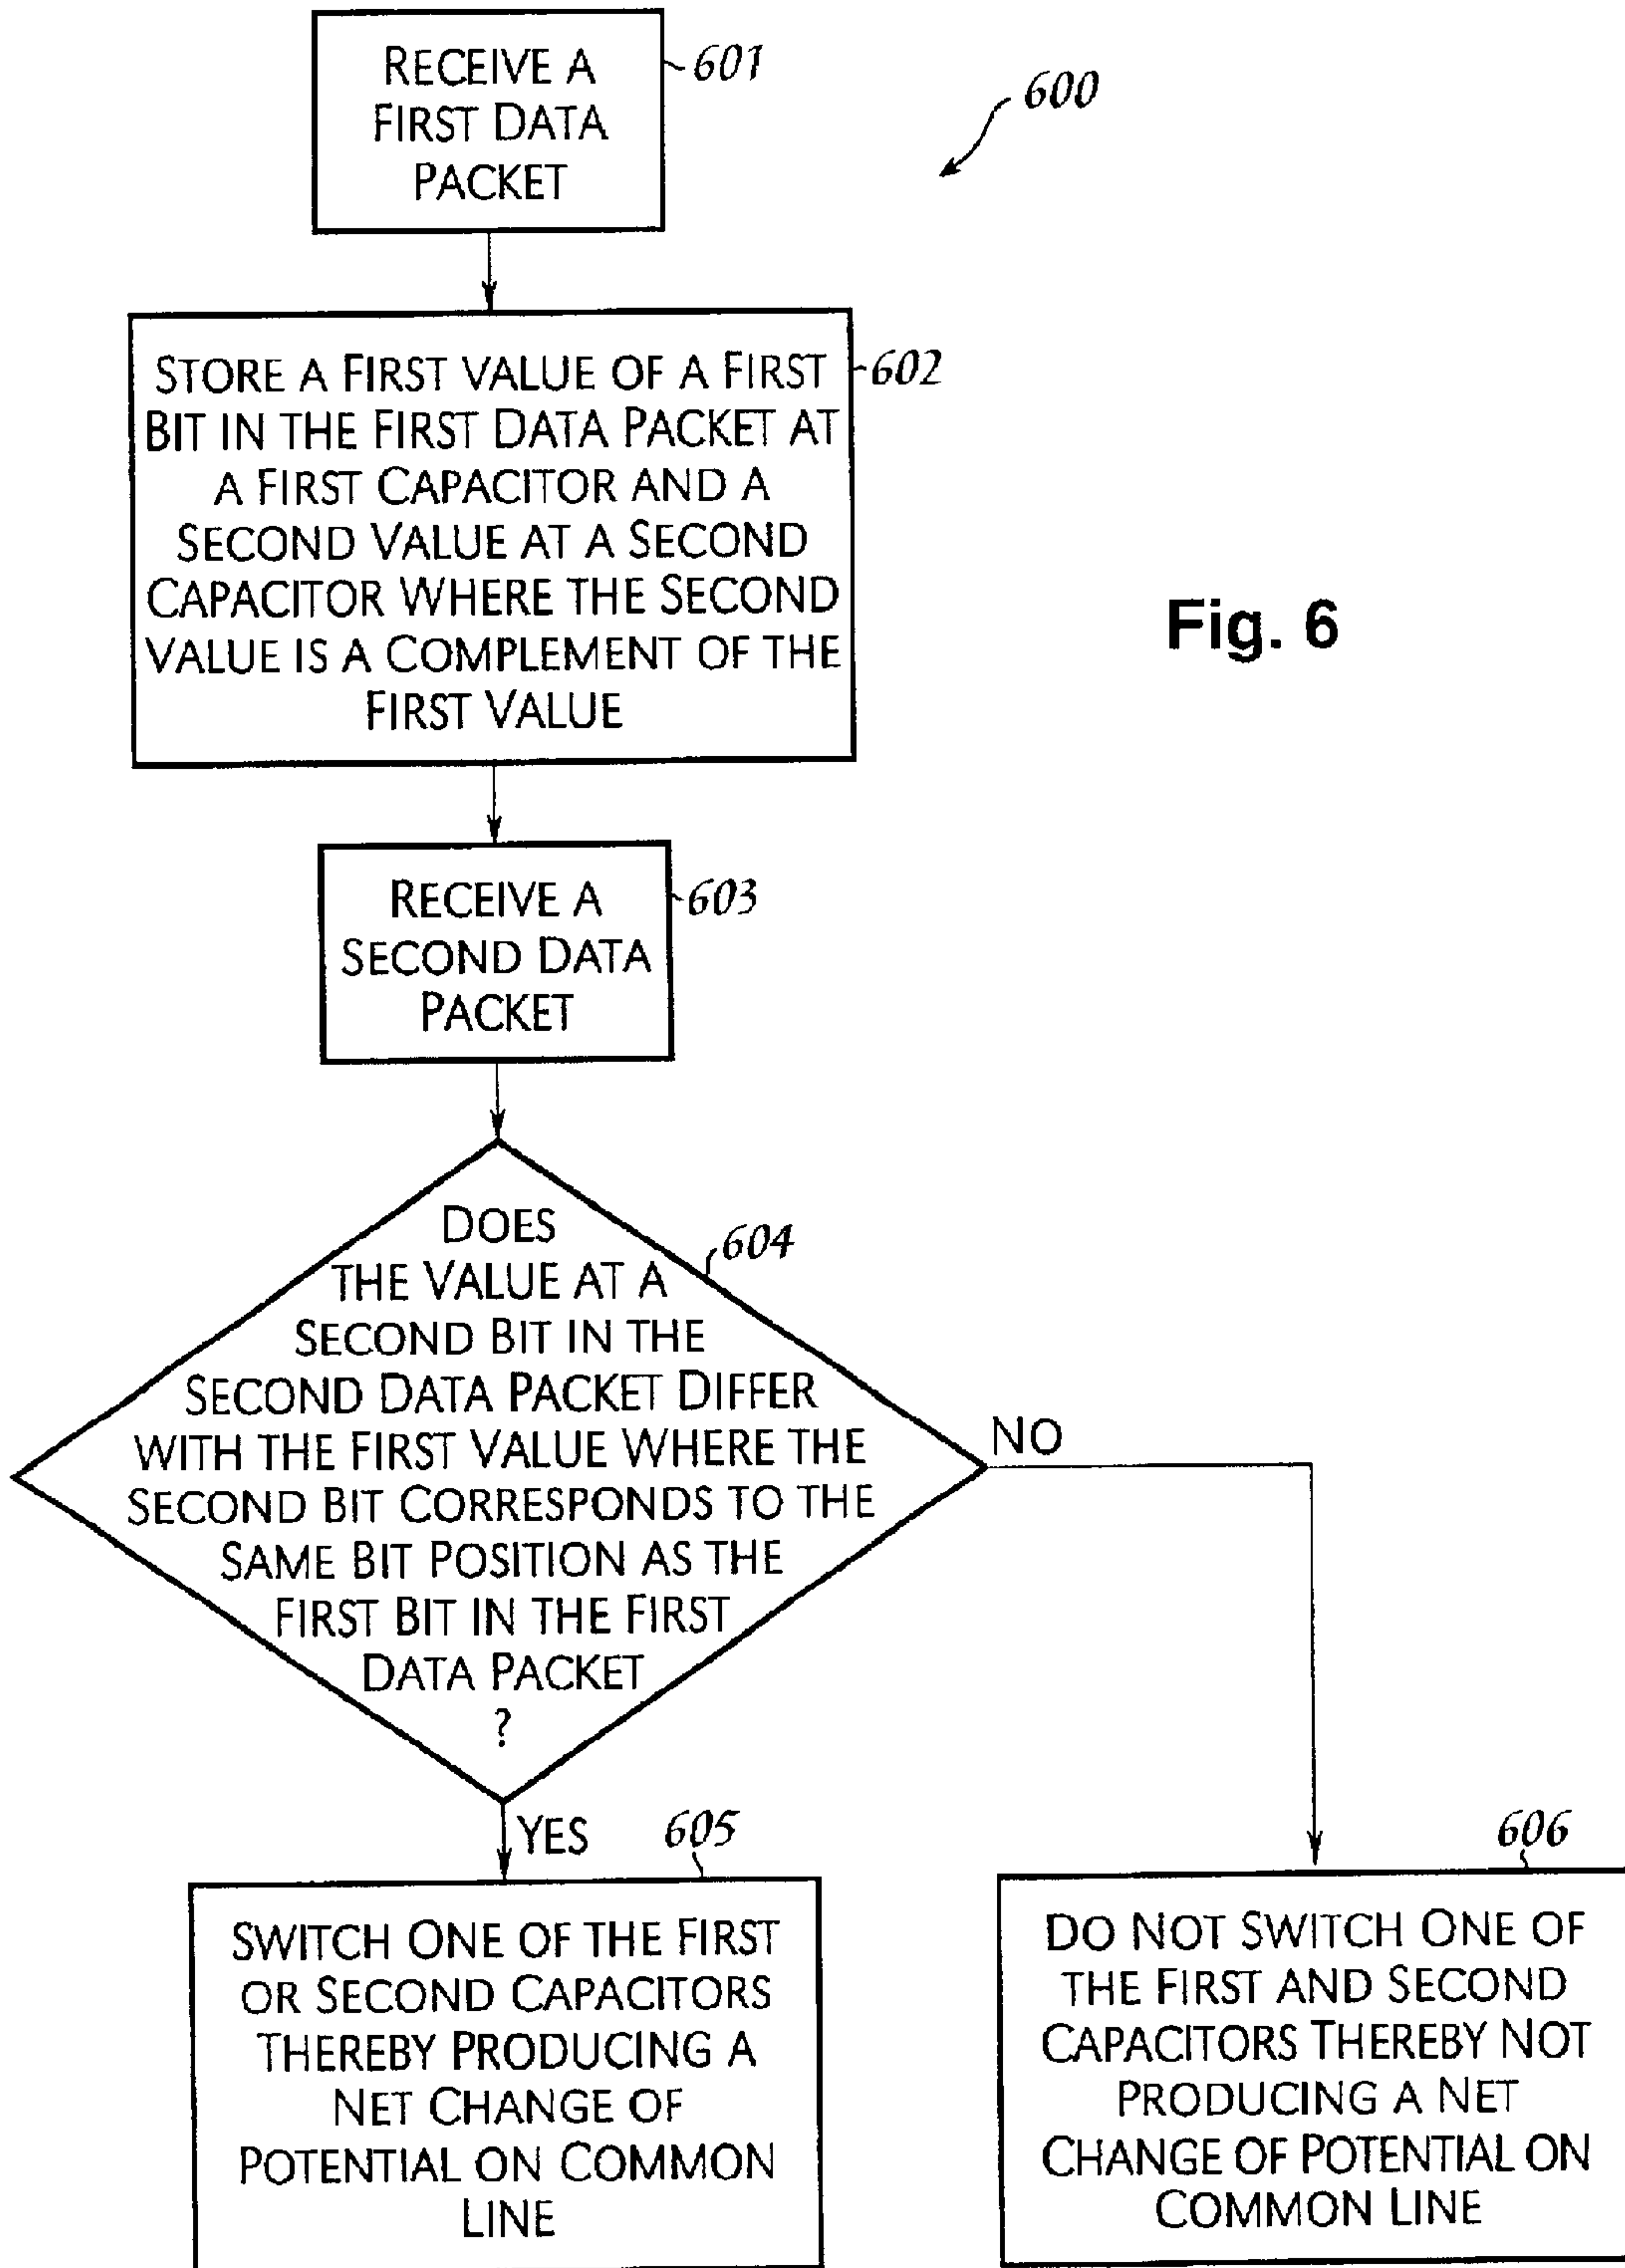 RECEIVE A
FIRST DATA
PACKET
601
600
STORE A FIRST VALUE OF A FIRST
BIT IN THE FIRST DATA PACKET AT
A FIRST CAPACITOR AND A
SECOND VALUE AT A SECOND
CAPACITOR WHERE THE SECOND
VALUE IS A COMPLEMENT OF THE
FIRST VALUE
602
Fig. 6
RECEIVE A
SECOND DATA
PACKET
603
DOES
THE VALUE AT A
SECOND BIT IN THE
SECOND DATA PACKET DIFFER
WITH THE FIRST VALUE WHERE THE
SECOND BIT CORRESPONDS TO THE
SAME BIT POSITION AS THE
FIRST BIT IN THE FIRST
DATA PACKET
?
604
NO
YES
605
SWITCH ONE OF THE FIRST
OR SECOND CAPACITORS
THEREBY PRODUCING A
NET CHANGE OF
POTENTIAL ON COMMON
LINE
606
DO NOT SWITCH ONE OF
THE FIRST AND SECOND
CAPACITORS THEREBY NOT
PRODUCING A NET
CHANGE OF POTENTIAL ON
COMMON LINE